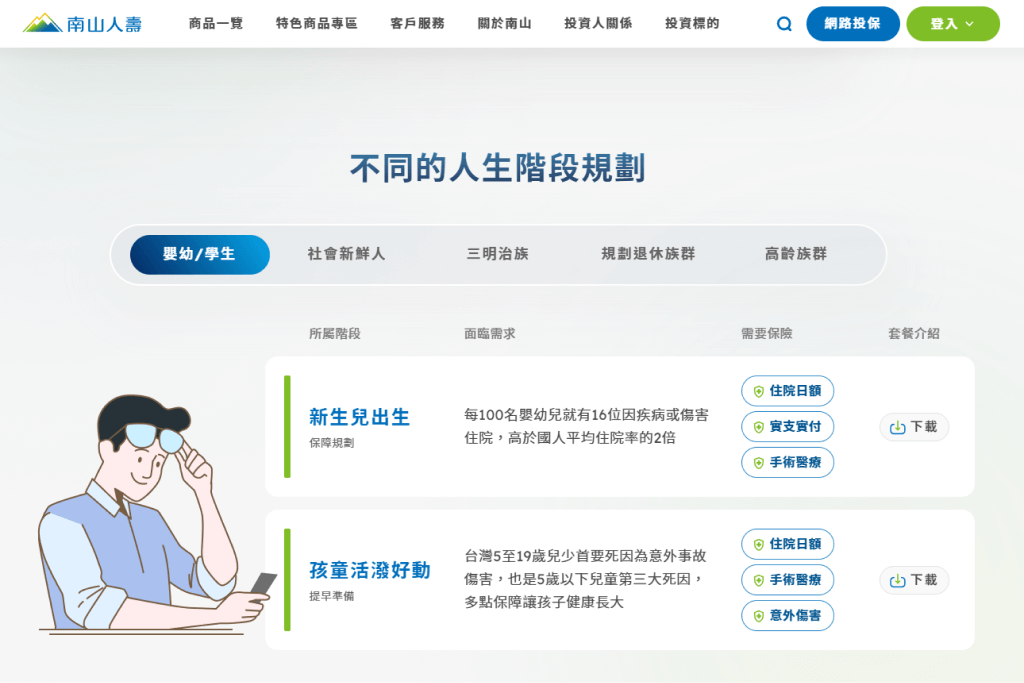 南山人壽
商品一覽
特色商品專區
客戶服務
關於南山
投資人關係
投資標的
網路投保
登入
不同的人生階段規劃
嬰幼/學生
社會新鮮人
三明治族
規劃退休族群
高齡族群
所屬階段
面臨需求
需要保險
套餐介紹
新生兒出生
保障規劃
每100名嬰幼兒就有16位因疾病或傷害
住院，高於國人平均住院率的2倍
住院日額
實支實付
手術醫療
下載
孩童活潑好動
提早準備
台灣5至19歲兒少首要死因為意外事故
傷害，也是5歲以下兒童第三大死因，
多點保障讓孩子健康長大
住院日額
手術醫療
意外傷害
下載